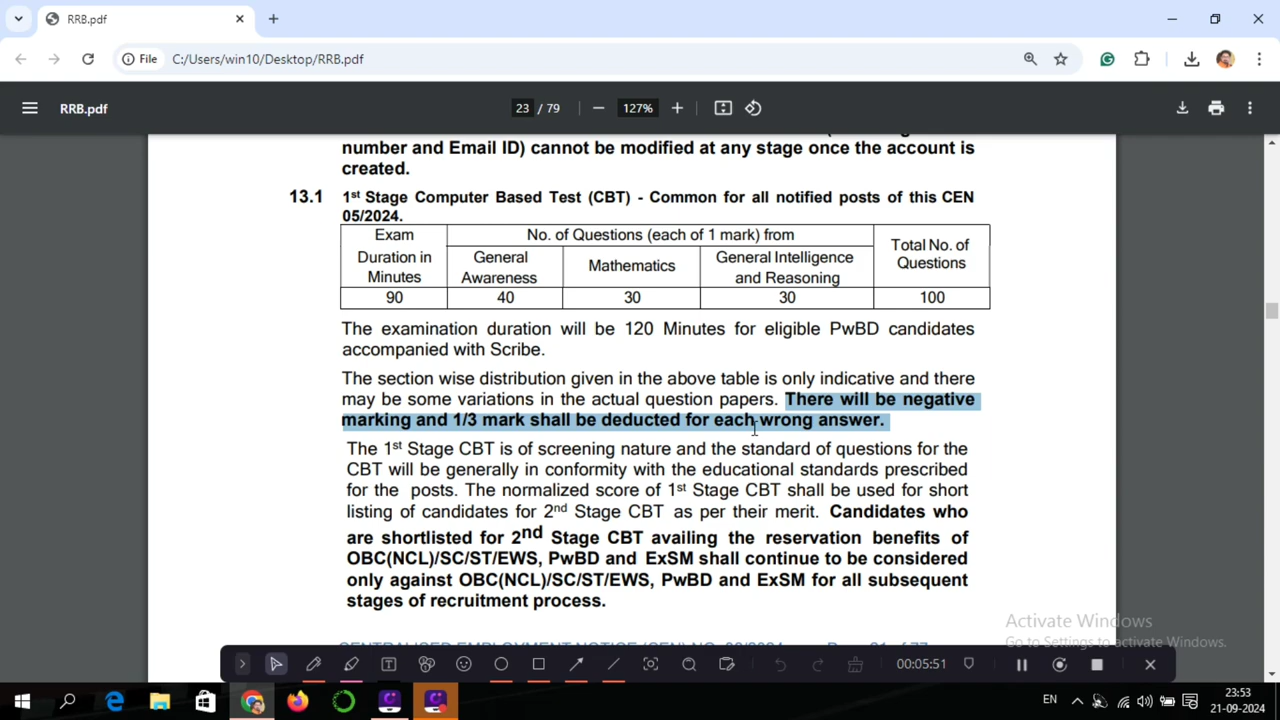 RRB.pdf
File
C:/Users/win10/Desktop/RRB.pdf
RRB.pdf
23 / 79
127%
number and Email ID) cannot be modified at any stage once the account is
created.
13.1 1st Stage Computer Based Test (CBT) - Common for all notified posts of this CEN
05/2024.
Exam
Duration in
Minutes
No. of Questions (each of 1 mark) from
Total No. of
Questions
General
Awareness
Mathematics
General Intelligence
and Reasoning
90 40 30 30 100
The examination duration will be 120 Minutes for eligible PwBD candidates
accompanied with Scribe.
The section wise distribution given in the above table is only indicative and there
may be some variations in the actual question papers. There will be negative
marking and 1/3 mark shall be deducted for each wrong answer.
The 1st Stage CBT is of screening nature and the standard of questions for the
CBT will be generally in conformity with the educational standards prescribed
for the posts. The normalized score of 1st Stage CBT shall be used for short
listing of candidates for 2nd Stage CBT as per their merit. Candidates who
are shortlisted for 2nd Stage CBT availing the reservation benefits of
OBC(NCL)/SC/ST/EWS, PwBD and ExSM shall continue to be considered
only against OBC(NCL)/SC/ST/EWS, PwBD and ExSM for all subsequent
stages of recruitment process.
Activate Windows
Go to Settings to activate Windows.
00:05:51
EN
23:53
21-09-2024